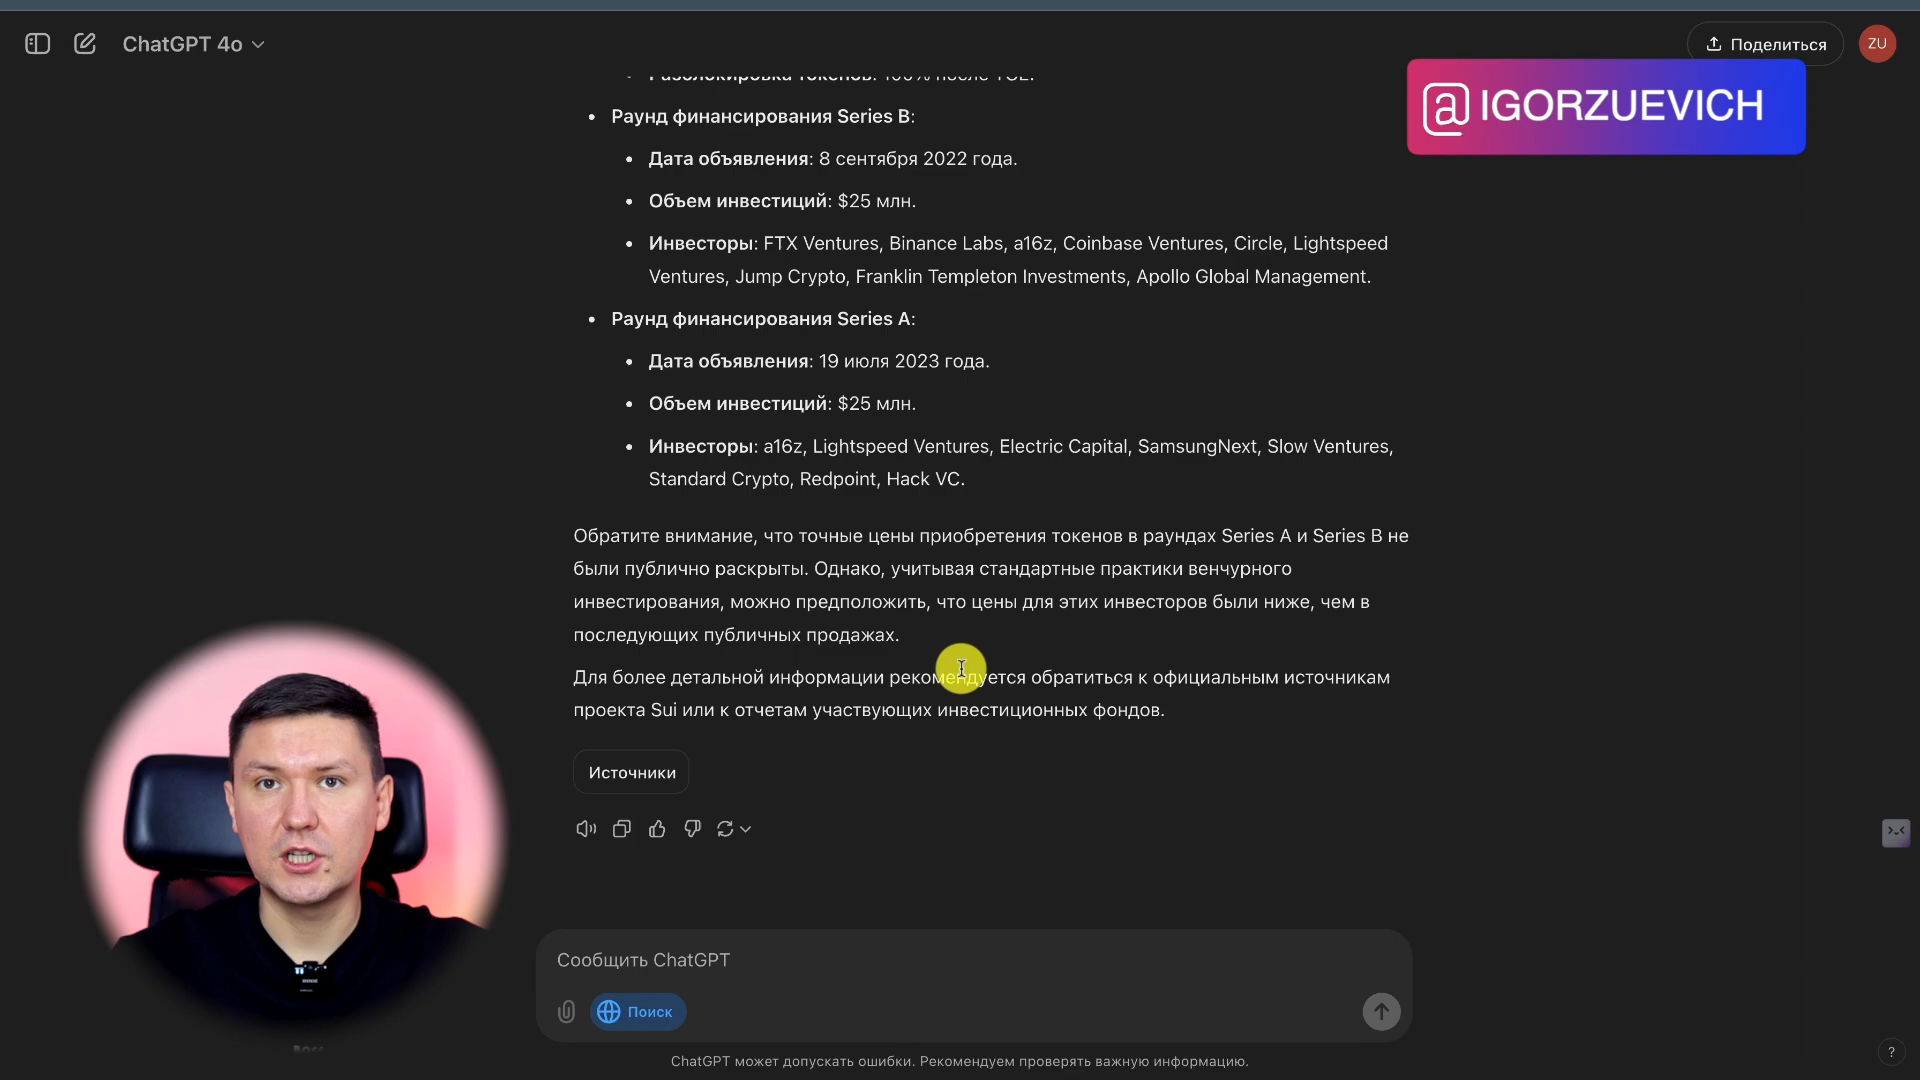 ChatGPT 4o
Поделиться
ZU
@IGORZUEVICH
Разблокировка токенов: 100% после TGE.
Раунд финансирования Series B:
Дата объявления: 8 сентября 2022 года.
Объем инвестиций: $25 млн.
Инвесторы: FTX Ventures, Binance Labs, a16z, Coinbase Ventures, Circle, Lightspeed
Ventures, Jump Crypto, Franklin Templeton Investments, Apollo Global Management.
Раунд финансирования Series A:
Дата объявления: 19 июля 2023 года.
Объем инвестиций: $25 млн.
Инвесторы: a16z, Lightspeed Ventures, Electric Capital, SamsungNext, Slow Ventures,
Standard Crypto, Redpoint, Hack VC.
Обратите внимание, что точные цены приобретения токенов в раундах Series A и Series B не
были публично раскрыты. Однако, учитывая стандартные практики венчурного
инвестирования, можно предположить, что цены для этих инвесторов были ниже, чем в
последующих публичных продажах.
Для более детальной информации рекомендуется обратиться к официальным источникам
проекта Sui или к отчетам участвующих инвестиционных фондов.
Источники
Сообщить ChatGPT
Поиск
ChatGPT может допускать ошибки. Рекомендуем проверять важную информацию.
?